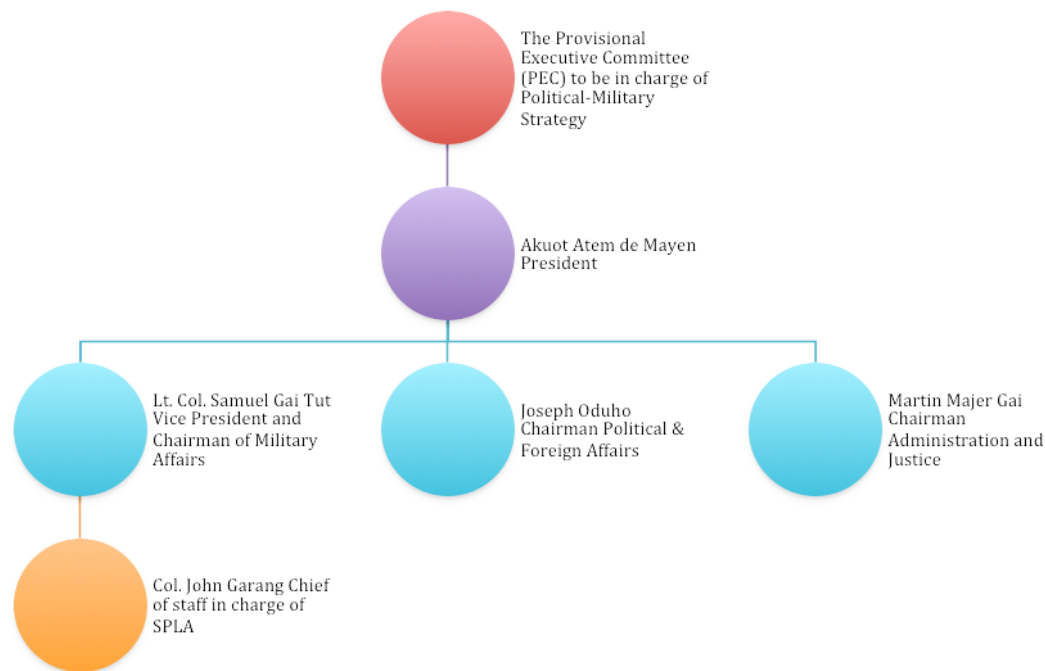 The Provisional
Executive Committee
(PEC) to be in charge of
Political-Military
Strategy
Akuot Atem de Mayen
President
Lt. Col. Samuel Gai Tut
Vice President and
Chairman of Military
Affairs
Joseph Oduho
Chairman Political &
Foreign Affairs
Martin Majer Gai
Chairman
Administration and
Justice
Col. John Garang Chief
of staff in charge of
SPLA